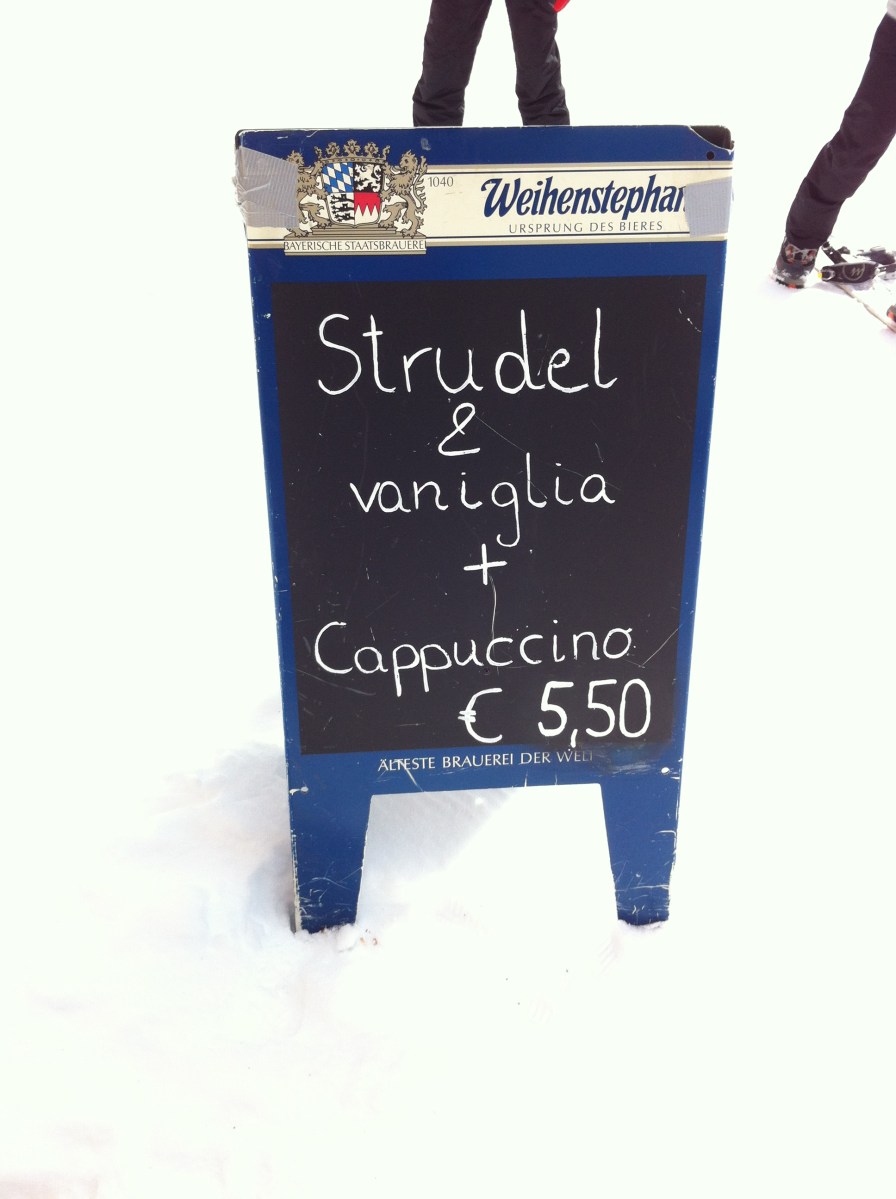 1040
Weihenstephan
URSPRUNG DES BIERES
BAYERISCHE STAATSBRAUEREI
Strudel
&
vaniglia
+
Cappuccino
€ 5,50
ÄLTESTE BRAUEREI DER WELT